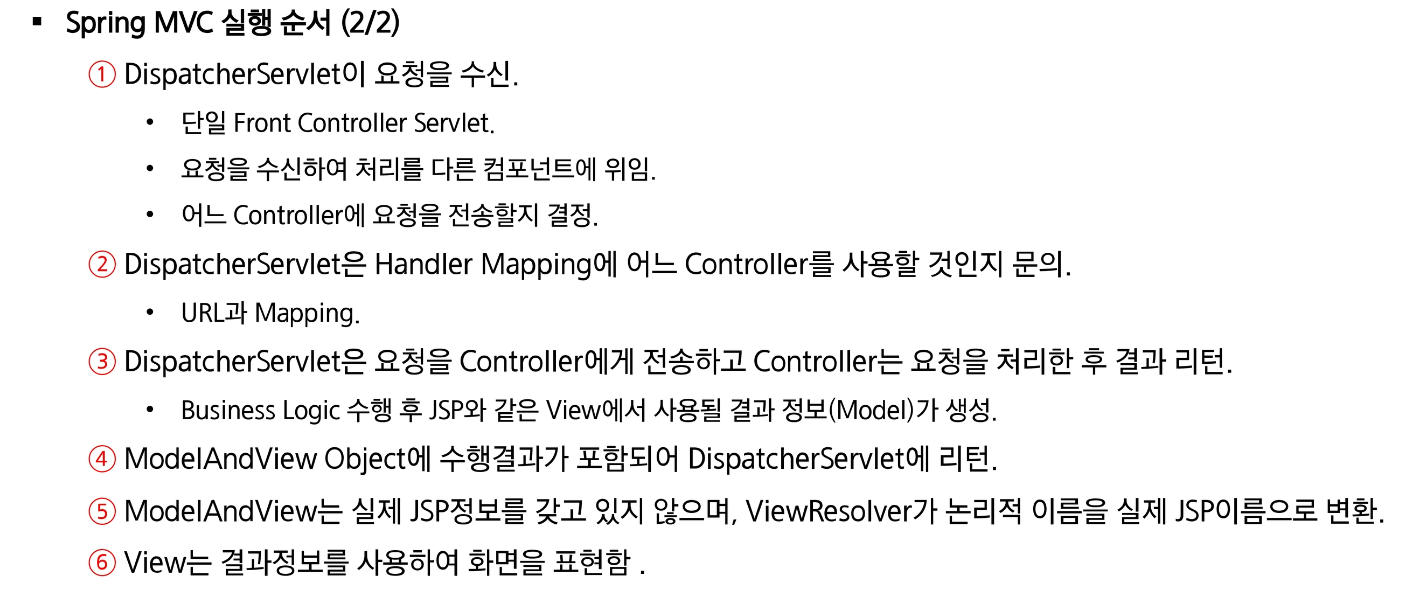 ▪ Spring MVC 실행 순서 (2/2)
① DispatcherServlet이 요청을 수신.
• 단일 Front Controller Servlet.
• 요청을 수신하여 처리를 다른 컴포넌트에 위임.
• 어느 Controller에 요청을 전송할지 결정.
② DispatcherServlet은 Handler Mapping에 어느 Controller를 사용할 것인지 문의.
• URL과 Mapping.
③ DispatcherServlet은 요청을 Controller에게 전송하고 Controller는 요청을 처리한 후 결과 리턴.
• Business Logic 수행 후 JSP와 같은 View에서 사용될 결과 정보(Model)가 생성.
④ ModelAndView Object에 수행결과가 포함되어 DispatcherServlet에 리턴.
⑤ ModelAndView는 실제 JSP정보를 갖고 있지 않으며, ViewResolver가 논리적 이름을 실제 JSP이름으로 변환.
⑥ View는 결과정보를 사용하여 화면을 표현함 .